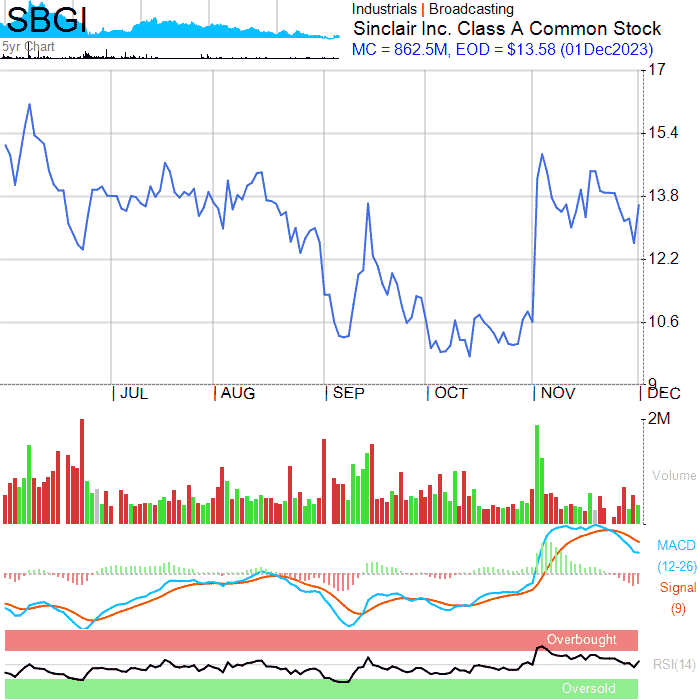 SBGI
5yr Chart
Industrials | Broadcasting
Sinclair Inc. Class A Common Stock
MC = 862.5M, EOD = $13.58 (01Dec2023)
17
15.4
13.8
12.2
10.6
9
| JUL | AUG | SEP | OCT | NOV | DEC
2M
Volume
MACD
(12-26)
Signal
(9)
Overbought
RSI(14)
Oversold